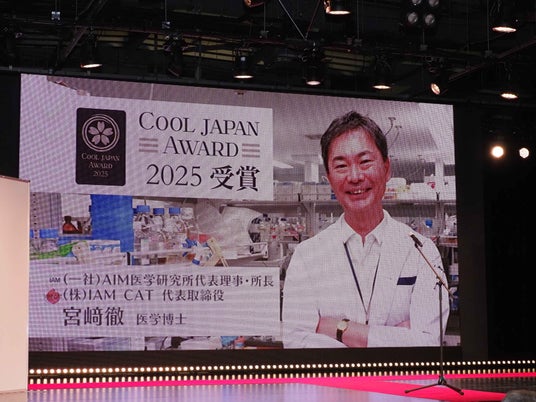 COOL JAPAN
AWARD
2025
COOL JAPAN
AWARD
2025 受賞
IAM (一社)AIM医学研究所代表理事・所長
(株)IAM CAT 代表取締役
宮﨑徹 医学博士